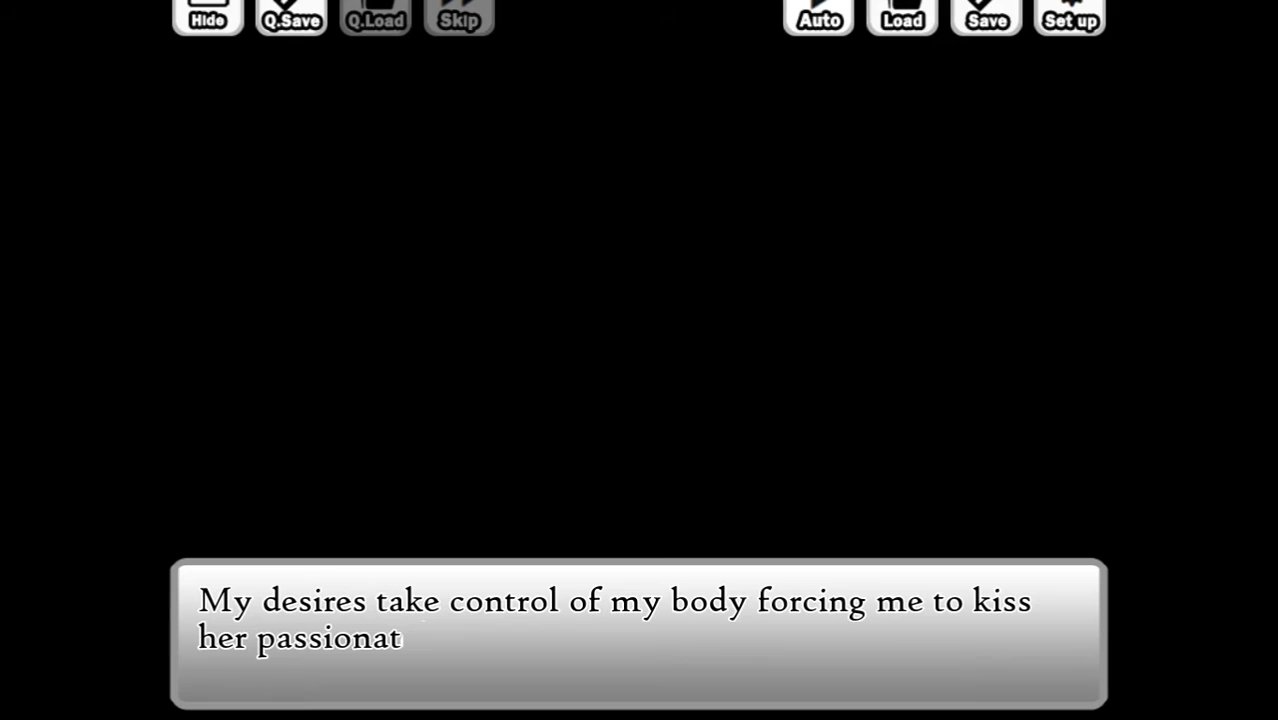 Hide Q.Save Q.Load Skip Auto Load Save Set up
My desires take control of my body forcing me to kiss
her passionat